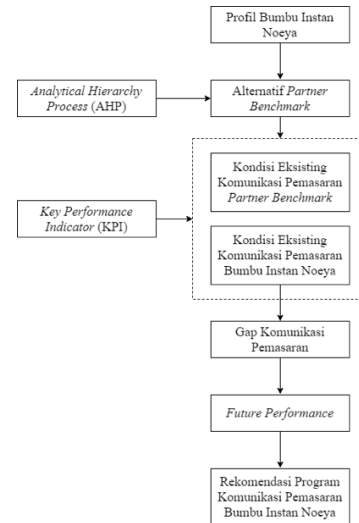 Profil Bumbu Instan
Noeya
Analytical Hierarchy
Process (AHP)
Alternatif Partner
Benchmark
Kondisi Eksisting
Komunikasi Pemasaran
Partner Benchmark
Key Performance
Indicator (KPI)
Kondisi Eksisting
Komunikasi Pemasaran
Bumbu Instan Noeya
Gap Komunikasi
Pemasaran
Future Performance
Rekomendasi Program
Komunikasi Pemasaran
Bumbu Instan Noeya